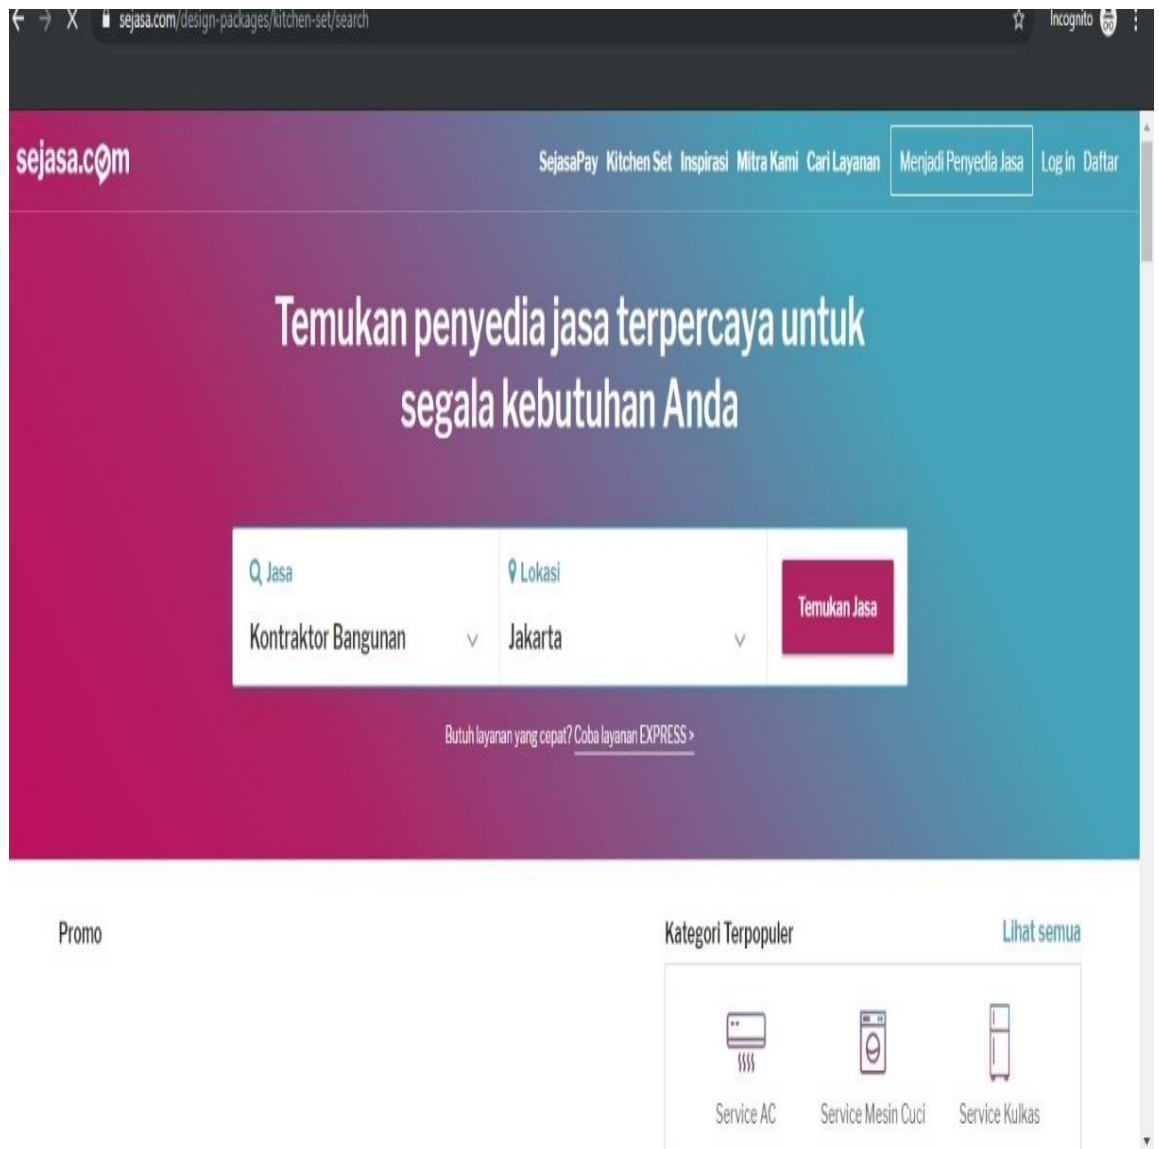 sejasa.com/design-packages/kitchen-set/search
Incognito
sejasa.com
SejasaPay Kitchen Set Inspirasi Mitra Kami Cari Layanan Menjadi Penyedia Jasa Log in Daftar
Temukan penyedia jasa terpercaya untuk
segala kebutuhan Anda
Jasa
Lokasi
Kontraktor Bangunan
Jakarta
Temukan Jasa
Butuh layanan yang cepat? Coba layanan EXPRESS >
Promo
Kategori Terpopuler
Lihat semua
Service AC
Service Mesin Cuci
Service Kulkas